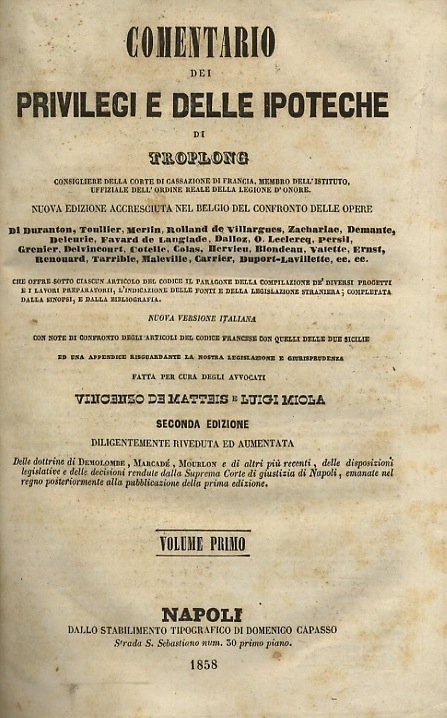 COMENTARIO
DEI
PRIVILEGI E DELLE IPOTECHE
DI
TROPLONG
CONSIGLIERE DELLA CORTE DI CASSAZIONE DI FRANCIA, MEMBRO DELL' ISTITUTO,
UFFIZIALE DELL' ORDINE REALE DELLA LEGIONE D' ONORE.
NUOVA EDIZIONE ACCRESCIUTA NEL BELGIO DEL CONFRONTO DELLE OPERE
Di Duranton, Toullier, Merlin, Rolland de Villargues, Zachariae, Demante,
Delcurie, Favard de Langlade, Dalloz, O. Leclercq, Persil,
Grenier, Delvincourt, Cotelle, Colas, Hervieu, Blondeau, Valette, Ernst,
Renouard, Tarrible, Maleville, Carrier, Duport-Lavillette, ec. ec.
CHE OFFRE SOTTO CIASCUN ARTICOLO DEL CODICE IL PARAGONE DELLA COMPILAZIONE DE' DIVERSI PROGETTI
E I LAVORI PREPARATORII, L'INDICAZIONE DELLE FONTI E DELLA LEGISLAZIONE STRANIERA; COMPLETATA
DALLA SINOPSI, E DALLA BIBLIOGRAFIA.
NUOVA VERSIONE ITALIANA
CON NOTE DI CONFRONTO DEGLI ARTICOLI DEL CODICE FRANCESE CON QUELLI DELLE DUE SICILIE
ED UNA APPENDICE RISGUARDANTE LA NOSTRA LEGISLAZIONE E GIURISPRUDENZA
FATTA PER CURA DEGLI AVVOCATI
VINCENZO DE MATTEIS E LUIGI MIOLA
SECONDA EDIZIONE
DILIGENTEMENTE RIVEDUTA ED AUMENTATA
Delle dottrine di DEMOLOMBE, MARCADÉ, MOURLON e di altri più recenti, delle disposizioni
legislative e delle decisioni rendute dalla Suprema Corte di giustizia di Napoli, emanate nel
regno posteriormente alla pubblicazione della prima edizione.
VOLUME PRIMO
NAPOLI
DALLO STABILIMENTO TIPOGRAFICO DI DOMENICO CAPASSO
Strada S. Sebastiano num. 30 primo piano.
1858